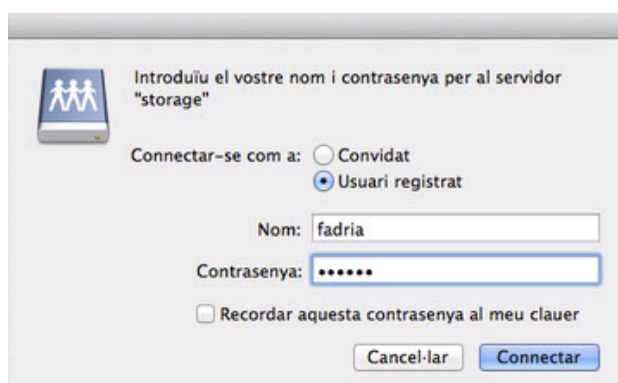 Introduïu el vostre nom i contrasenya per al servidor
"storage"
Connectar-se com a: Convidat
Usuari registrat
Nom: fadria
Contrasenya: ••••••
Recordar aquesta contrasenya al meu clauer
Cancel·lar Connectar